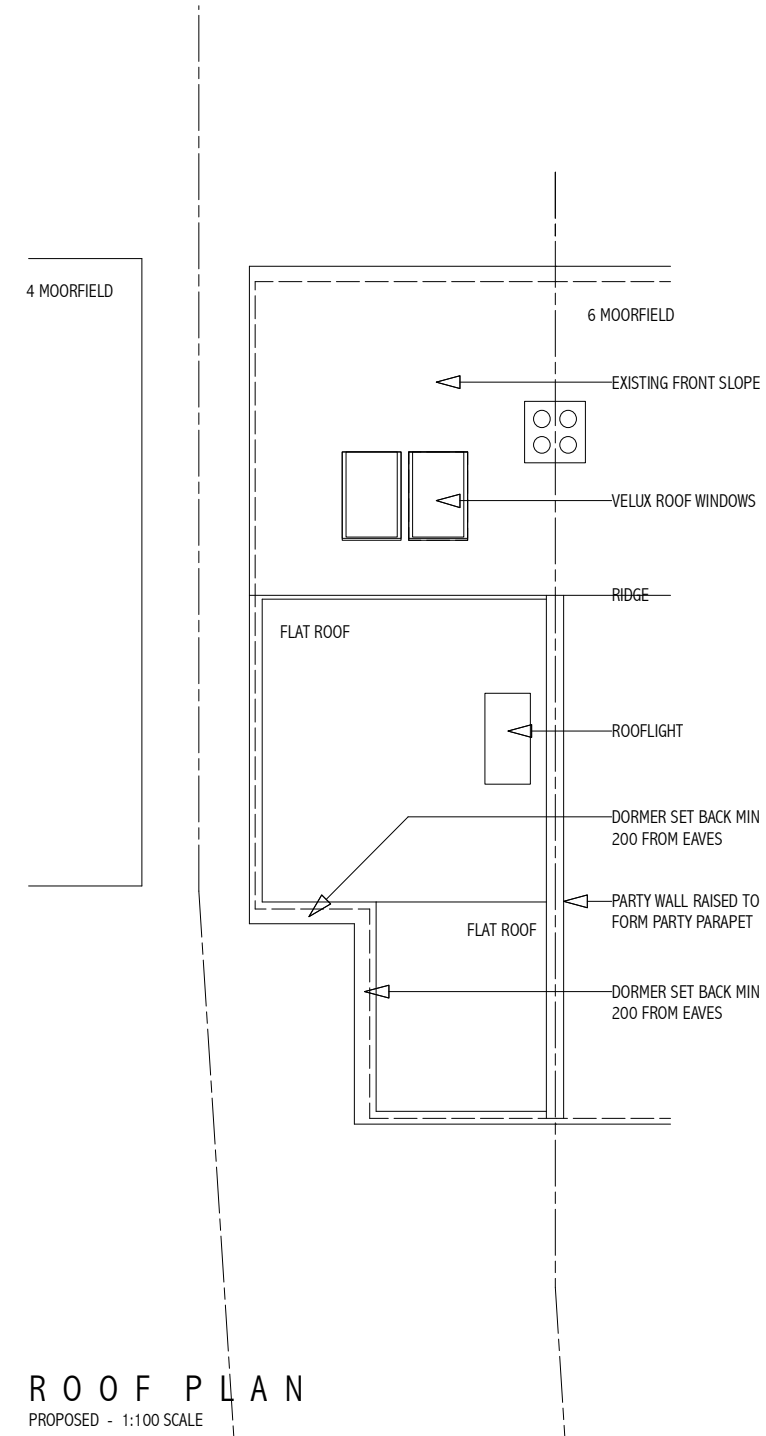 4 MOORFIELD
6 MOORFIELD
EXISTING FRONT SLOPE
VELUX ROOF WINDOWS
RIDGE
FLAT ROOF
ROOFLIGHT
DORMER SET BACK MIN
200 FROM EAVES
PARTY WALL RAISED TO
FORM PARTY PARAPET
FLAT ROOF
DORMER SET BACK MIN
200 FROM EAVES
ROOF PLAN
PROPOSED - 1:100 SCALE